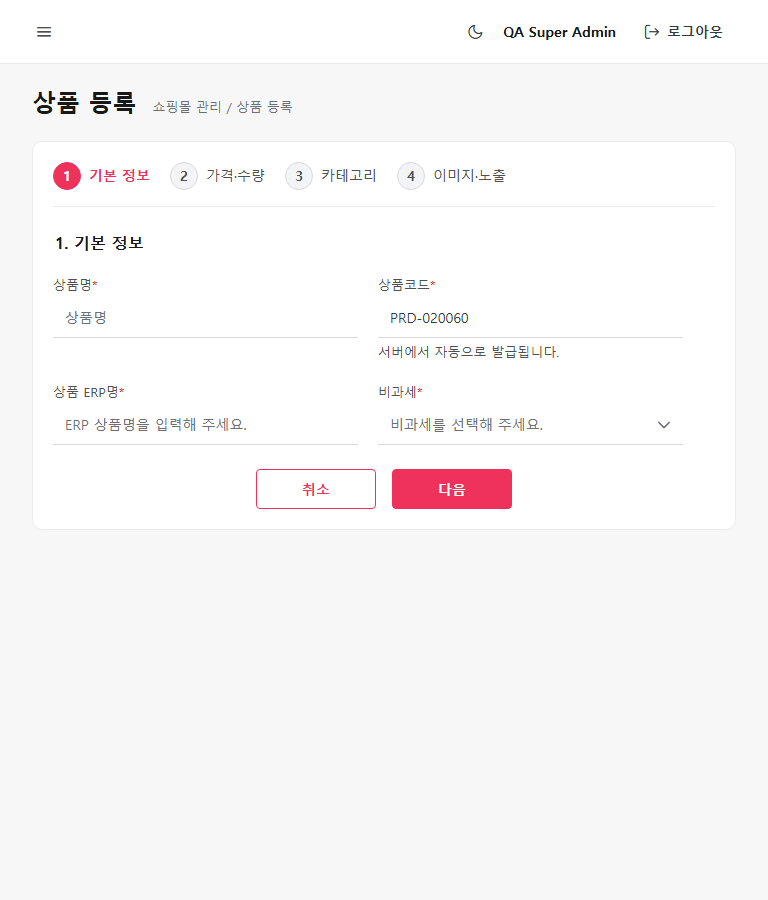 QA Super Admin 로그아웃
상품 등록 쇼핑몰 관리 / 상품 등록
1 기본 정보 2 가격·수량 3 카테고리 4 이미지·노출
1. 기본 정보
상품명* 상품코드*
상품명 PRD-020060
서버에서 자동으로 발급됩니다.
상품 ERP명* 비과세*
ERP 상품명을 입력해 주세요. 비과세를 선택해 주세요.
취소 다음